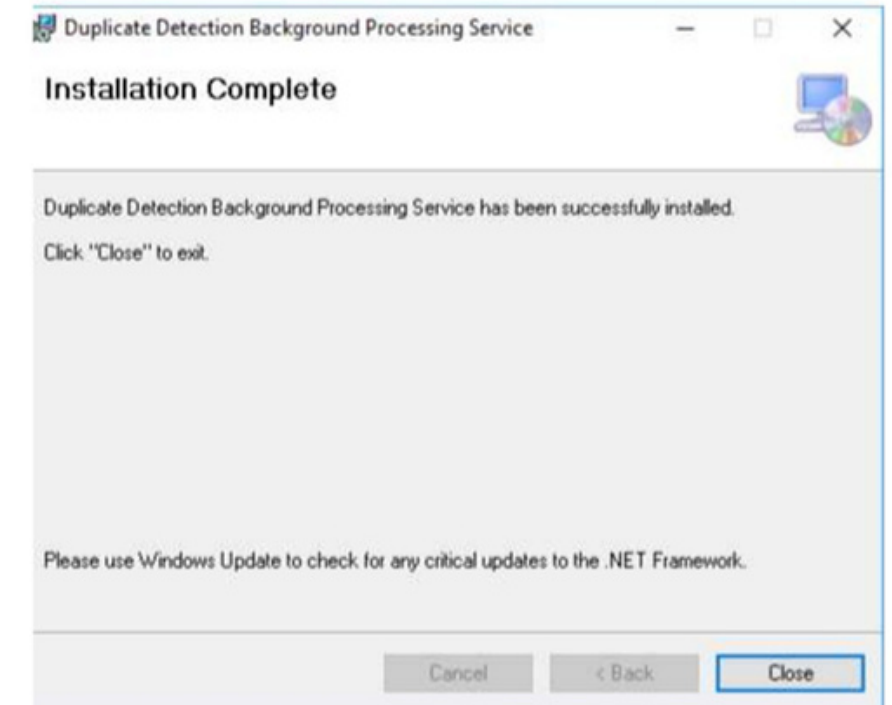 Duplicate Detection Background Processing Service
Installation Complete
Duplicate Detection Background Processing Service has been successfully installed.
Click "Close" to exit.
Please use Windows Update to check for any critical updates to the .NET Framework.
Cancel
< Back
Close